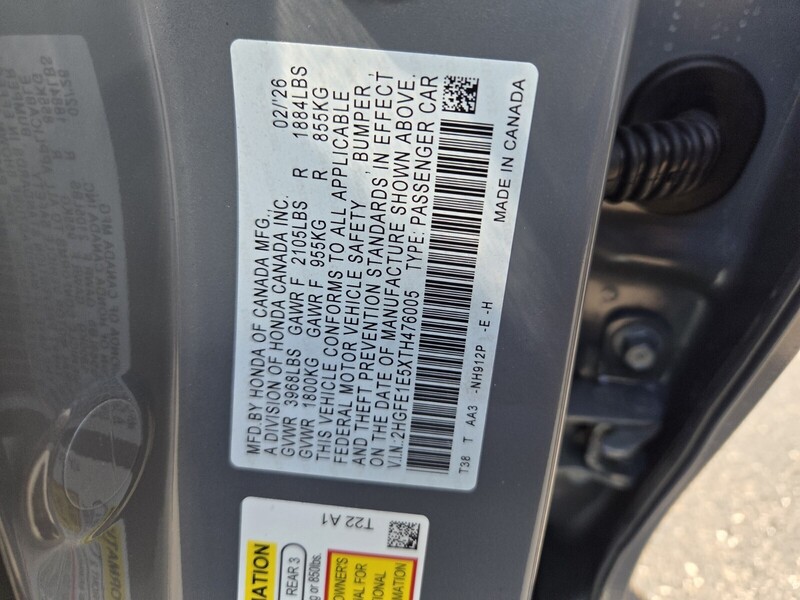 MFD.BY HONDA OF CANADA MFG., 02/'26
A DIVISION OF HONDA CANADA INC.
GVWR 3968LBS GAWR F 2105LBS R 1884LBS
GVWR 1800KG GAWR F 955KG R 855KG
THIS VEHICLE CONFORMS TO ALL APPLICABLE
FEDERAL MOTOR VEHICLE SAFETY , BUMPER,
AND THEFT PREVENTION STANDARDS IN EFFECT
ON THE DATE OF MANUFACTURE SHOWN ABOVE.
V.I.N.:2HGFE1E5XTH476005 TYPE: PASSENGER CAR
T38 T AA3 -NH912P -E -H
MADE IN CANADA
T22 A1
REAR 3
or 850lbs.